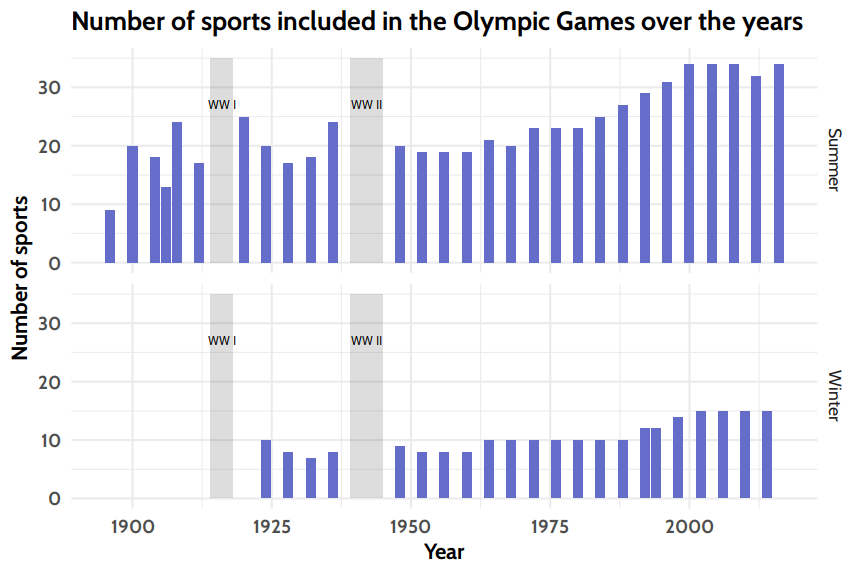 Number of sports included in the Olympic Games over the years
Number of sports
30
20
10
0
WW I
WW II
Summer
30
20
10
0
WW I
WW II
Winter
1900
1925
1950
1975
2000
Year